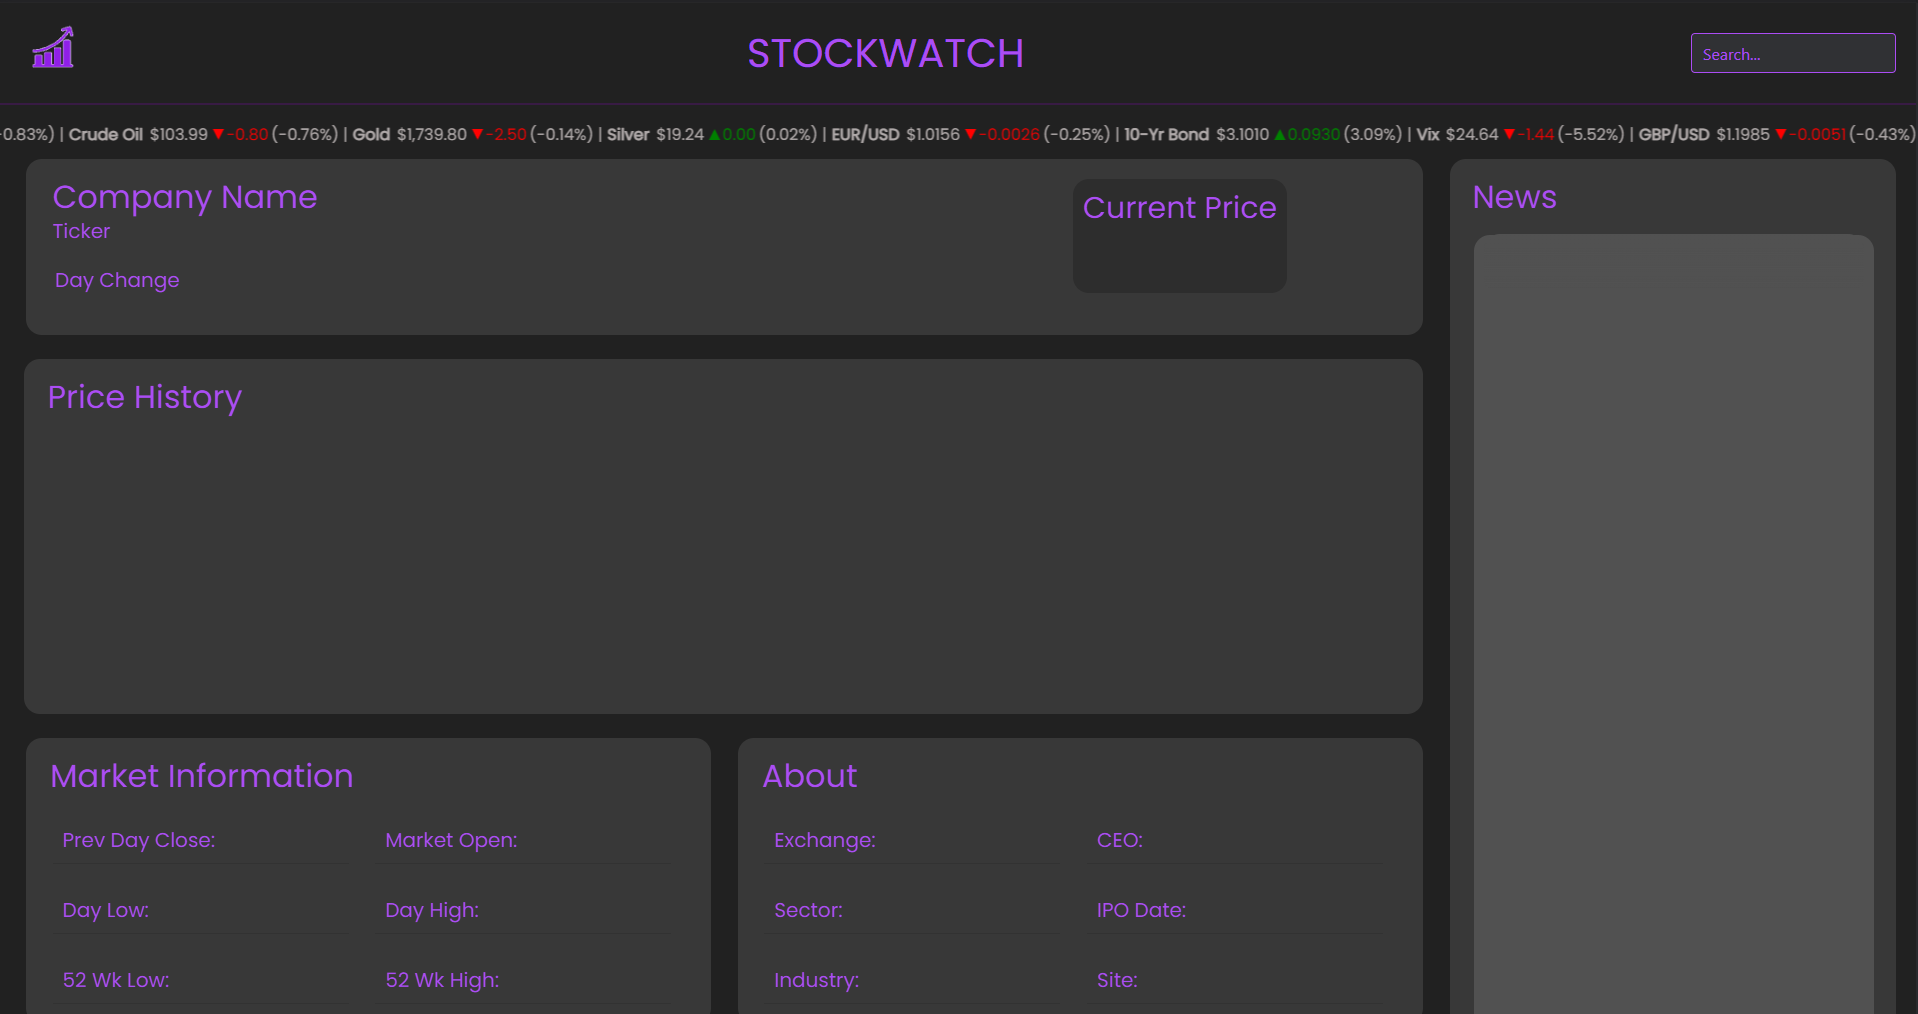 STOCKWATCH
Search...
-0.83%) | Crude Oil $103.99 ▼-0.80 (-0.76%) | Gold $1,739.80 ▼-2.50 (-0.14%) | Silver $19.24 ▲0.00 (0.02%) | EUR/USD $1.0156 ▼-0.0026 (-0.25%) | 10-Yr Bond $3.1010 ▲0.0930 (3.09%) | Vix $24.64 ▼-1.44 (-5.52%) | GBP/USD $1.1985 ▼-0.0051 (-0.43%)
Company Name
Ticker
Day Change
Current Price
News
Price History
Market Information
Prev Day Close:
Market Open:
Day Low:
Day High:
52 Wk Low:
52 Wk High:
About
Exchange:
CEO:
Sector:
IPO Date:
Industry:
Site: